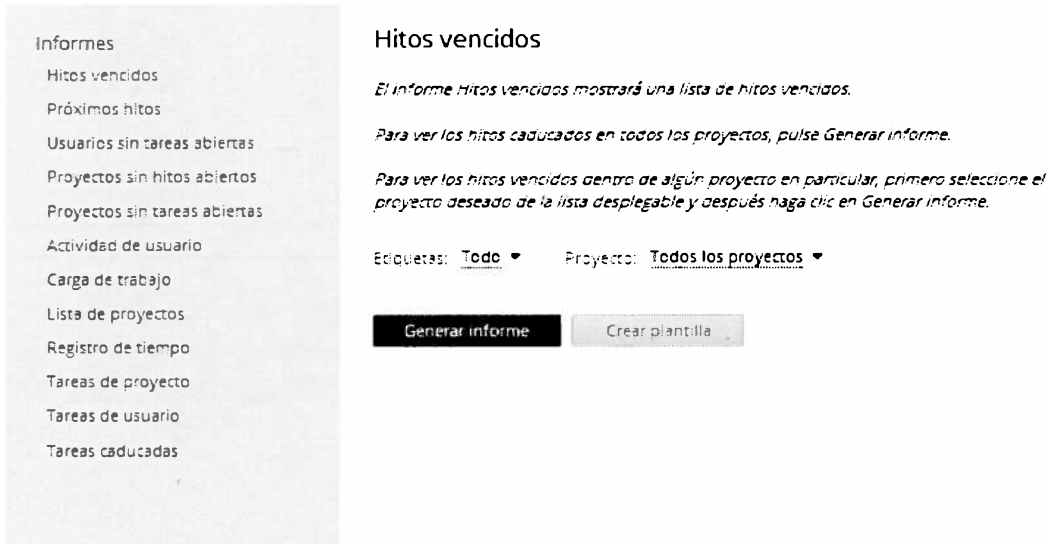 Informes
Hitos vencidos
Próximos hitos
Usuarios sin tareas abiertas
Proyectos sin hitos abiertos
Proyectos sin tareas abiertas
Actividad de usuario
Carga de trabajo
Lista de proyectos
Registro de tiempo
Tareas de proyecto
Tareas de usuario
Tareas caducadas
Hitos vencidos
El informe Hitos vencidos mostrará una lista de hitos vencidos.
Para ver los hitos caducados en todos los proyectos, pulse Generar informe.
Para ver los hitos vencidos dentro de algún proyecto en particular, primero seleccione el
proyecto deseado de la lista desplegable y después haga clic en Generar informe.
Etiquetas: Todo Proyecto: Todos los proyectos
Generar informe Crear plantilla